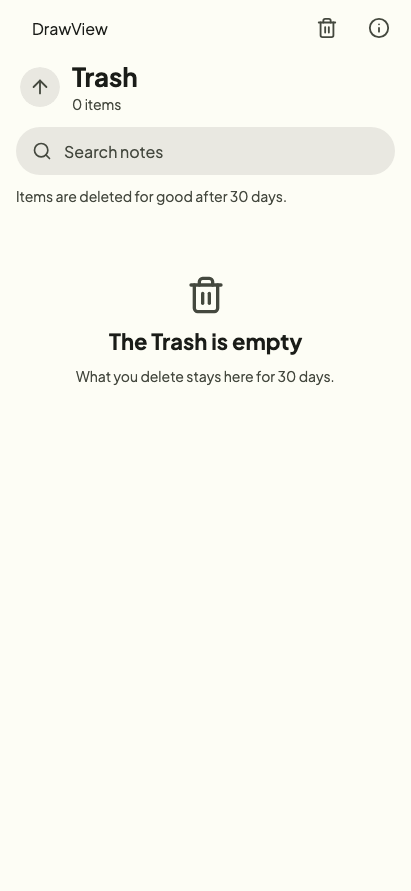 DrawView
Trash
0 items
Search notes
Items are deleted for good after 30 days.
The Trash is empty
What you delete stays here for 30 days.